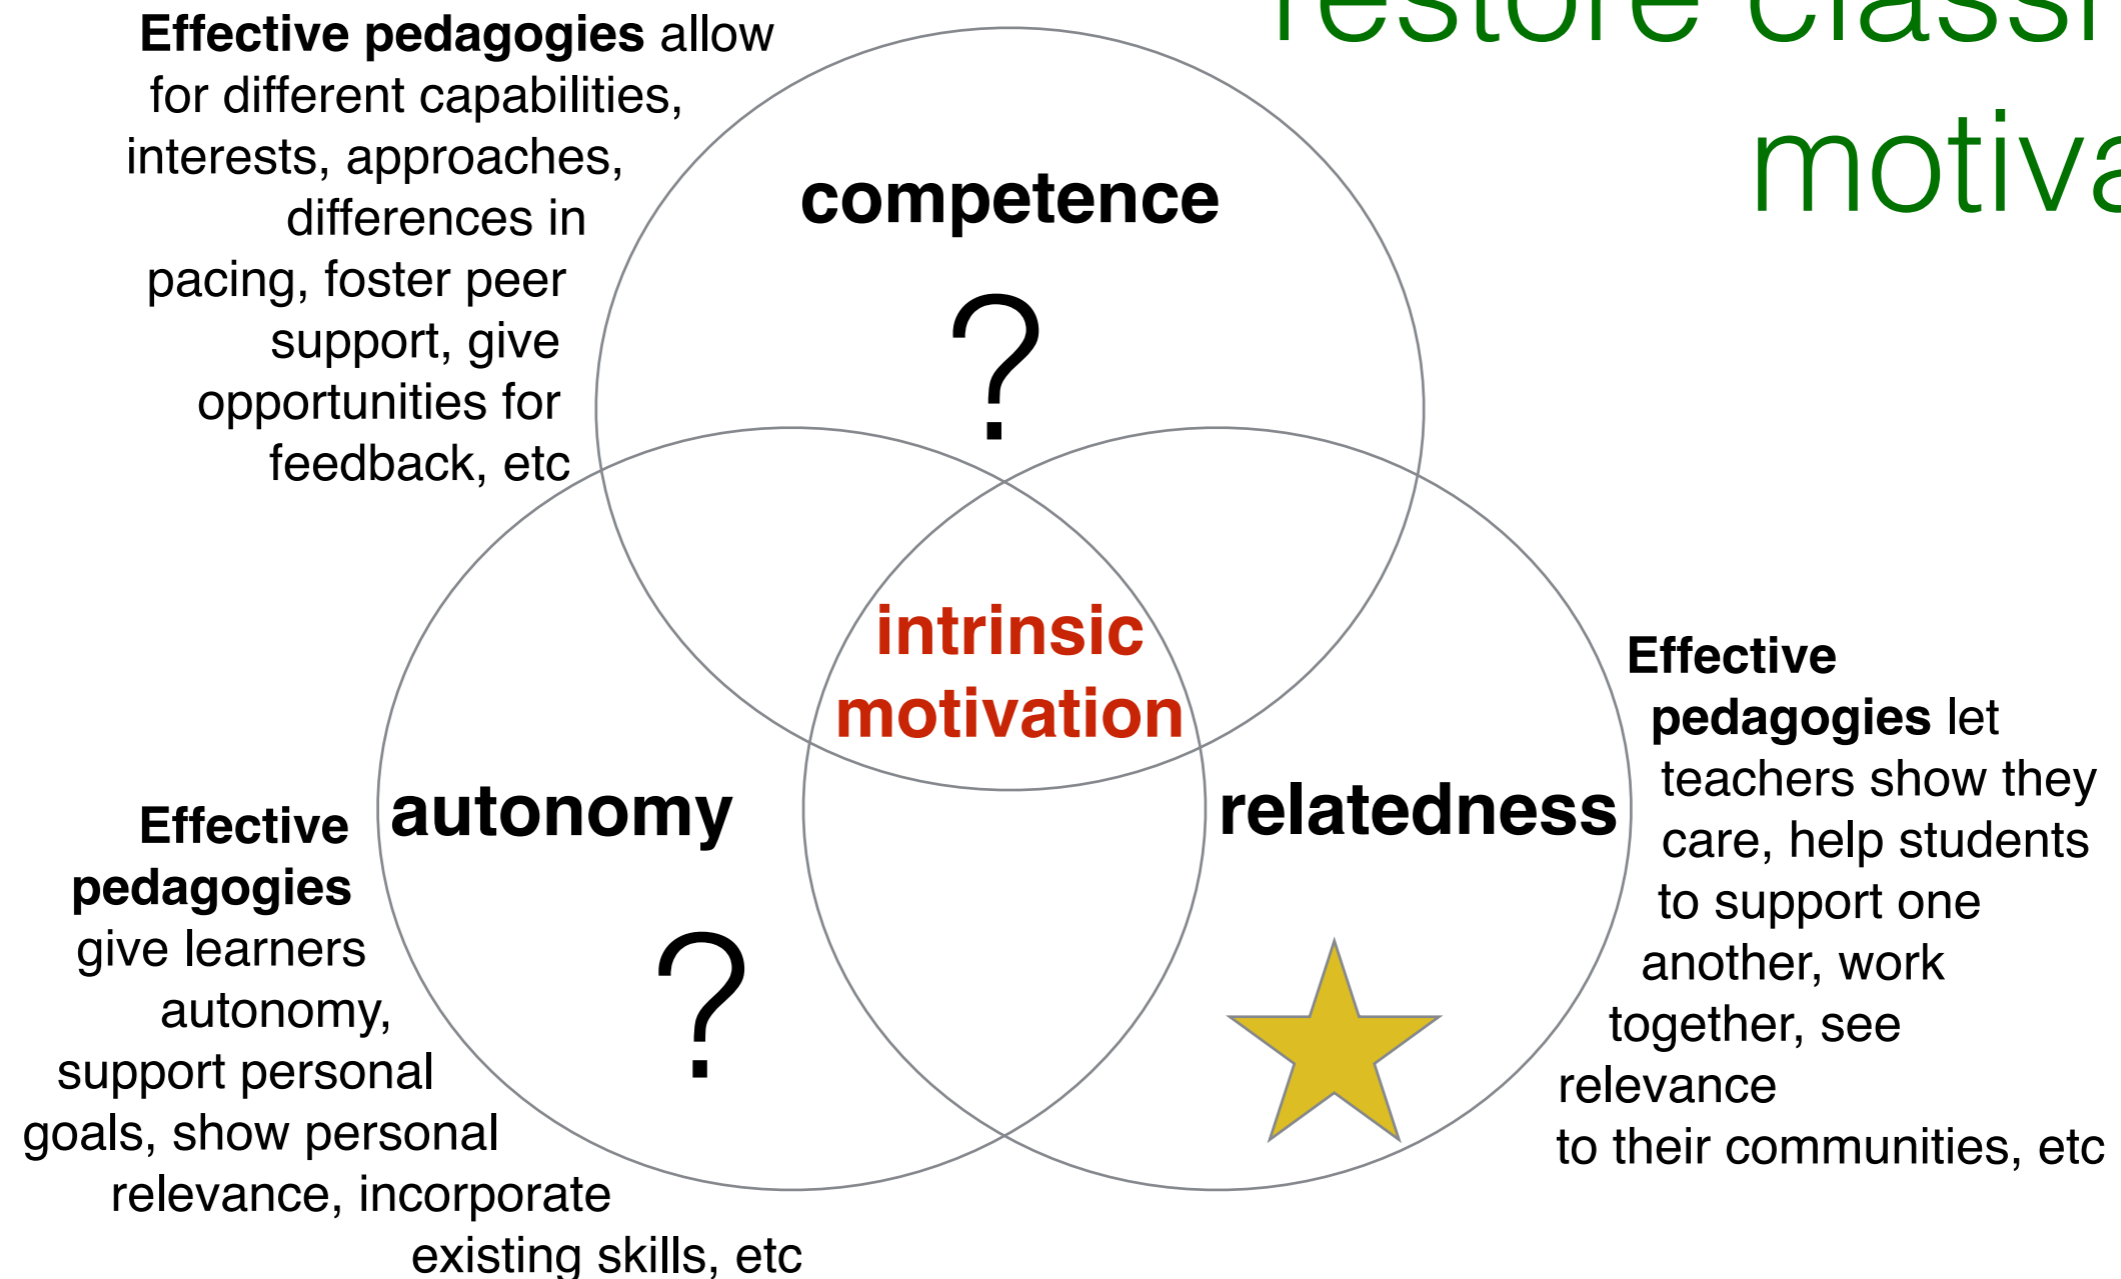 restore class
motiva
Effective pedagogies allow
for different capabilities,
interests, approaches,
differences in
pacing, foster peer
support, give
opportunities for
feedback, etc
competence
?
intrinsic
motivation
autonomy
?
relatedness
Effective
pedagogies let
teachers show they
care, help students
to support one
another, work
together, see
relevance
to their communities, etc
Effective
pedagogies
give learners
autonomy,
support personal
goals, show personal
relevance, incorporate
existing skills, etc